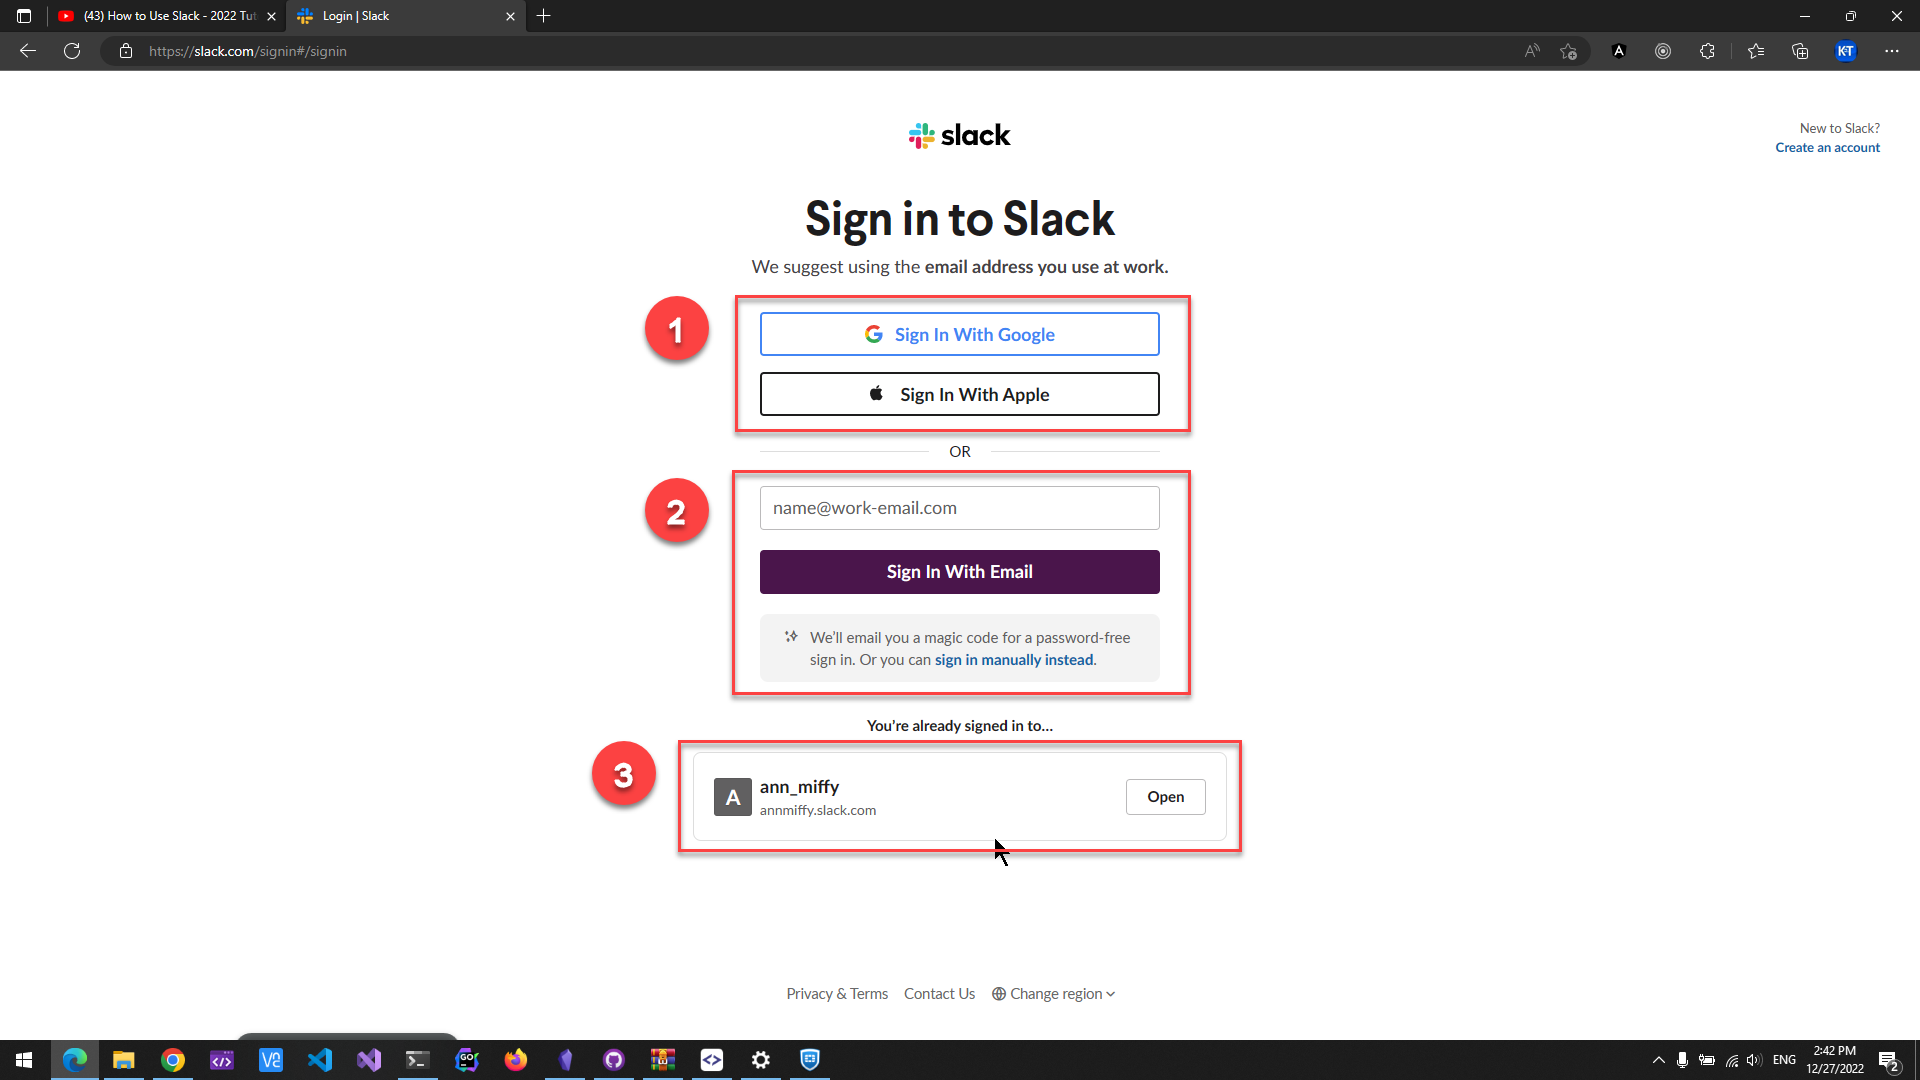 (43) How to Use Slack - 2022 Tut
Login | Slack
https://slack.com/signin#/signin
A
KT
slack
New to Slack?
Create an account
Sign in to Slack
We suggest using the email address you use at work.
1
Sign In With Google
Sign In With Apple
OR
2
name@work-email.com
Sign In With Email
We’ll email you a magic code for a password-free
sign in. Or you can sign in manually instead.
You’re already signed in to...
3
A
ann_miffy
annmiffy.slack.com
Open
Privacy & Terms
Contact Us
Change region
GO
ENG
2:42 PM
12/27/2022
2